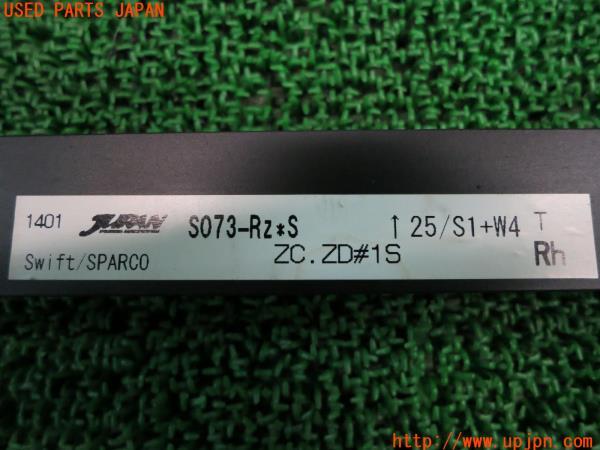 USED PARTS JAPAN
1401 JURAN S073-Rz*S ↑25/S1+W4 T
Swift/SPARCO ZC.ZD#1S Rh
http://www.upjpn.com